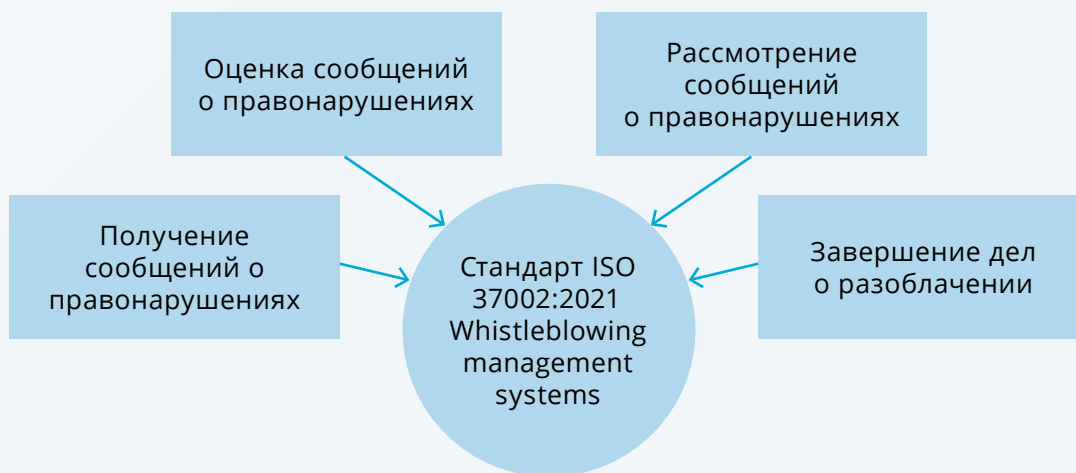 Оценка сообщений
о правонарушениях
Рассмотрение
сообщений
о правонарушениях
Получение
сообщений о
правонарушениях
Завершение дел
о разоблачении
Стандарт ISO
37002:2021
Whistleblowing
management
systems